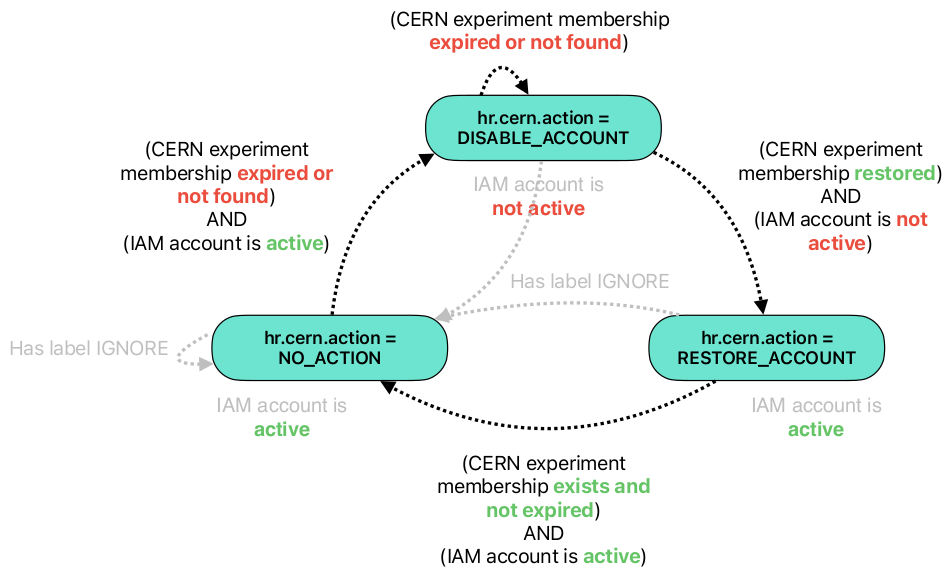 (CERN experiment membership
expired or not found)
hr.cern.action =
DISABLE_ACCOUNT
(CERN experiment
membership expired or
not found)
AND
(IAM account is active)
IAM account is
not active
(CERN experiment
membership restored)
AND
(IAM account is not
active)
Has label IGNORE
Has label IGNORE
hr.cern.action =
NO_ACTION
hr.cern.action =
RESTORE_ACCOUNT
IAM account is
active
IAM account is
active
(CERN experiment
membership exists and
not expired)
AND
(IAM account is active)